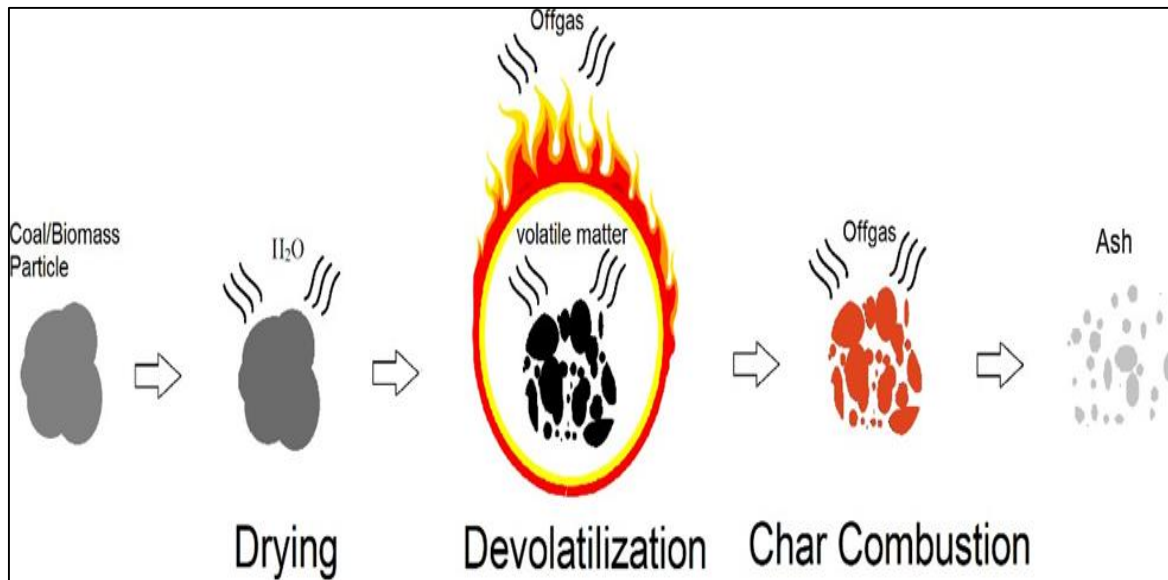 Offgas
Coal/Biomass
Particle
H₂O
volatile matter
Offgas
Ash
Drying
Devolatilization
Char Combustion